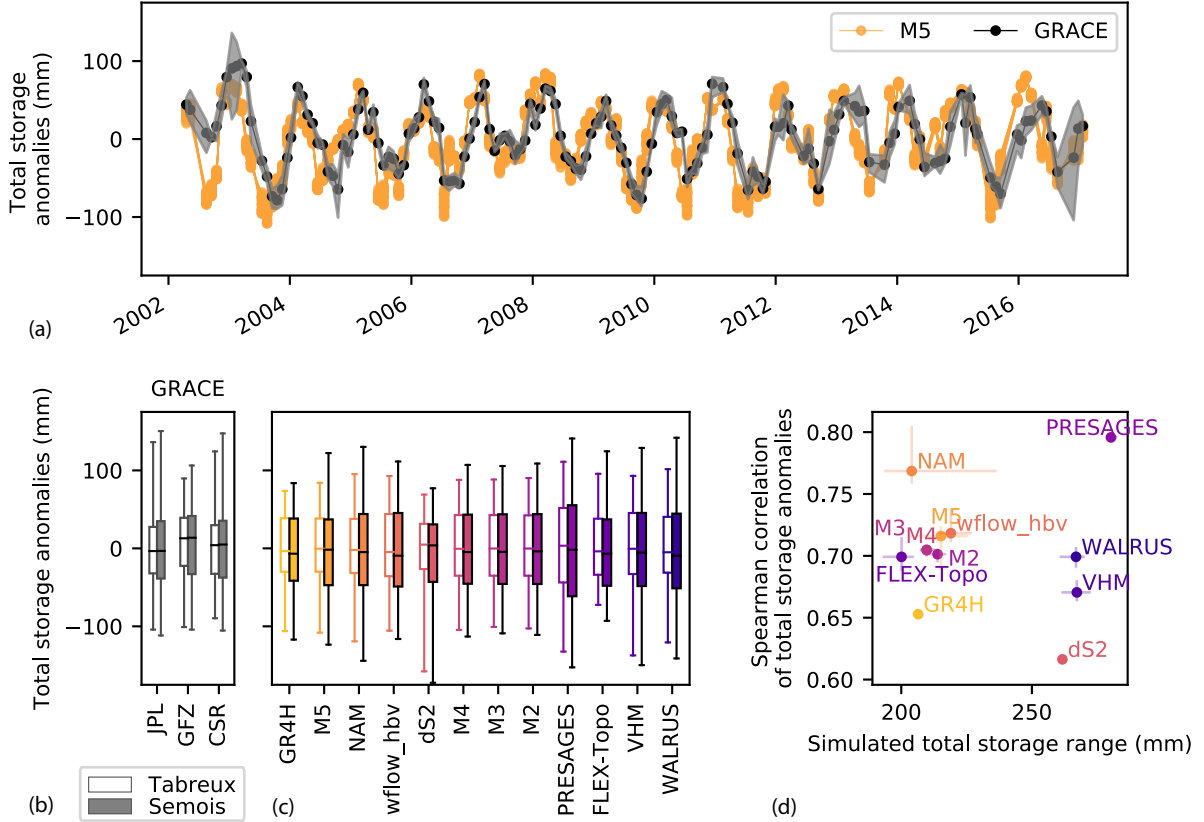 M5 GRACE
Total storage
anomalies (mm)
100
0
−100
2002 2004 2006 2008 2010 2012 2014 2016
(a)
GRACE
Total storage anomalies (mm)
100
0
−100
JPL GFZ CSR
Tabreux
Semois
(b)
GR4H M5 NAM wflow_hbv dS2 M4 M3 M2 PRESAGES FLEX-Topo VHM WALRUS
(c)
Spearman correlation
of total storage anomalies
0.80
0.75
0.70
0.65
0.60
PRESAGES
NAM
M5
wflow_hbv
M3
M4
M2
WALRUS
FLEX-Topo
VHM
GR4H
dS2
200 250
Simulated total storage range (mm)
(d)